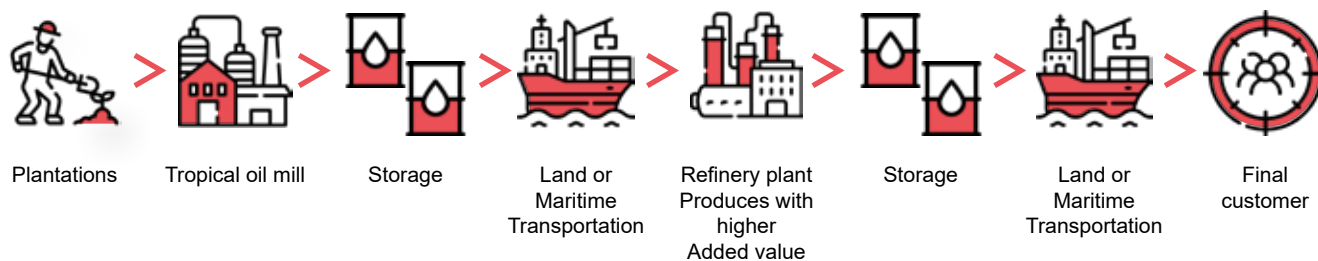 Plantations
Tropical oil mill
Storage
Land or
Maritime
Transportation
Refinery plant
Produces with
higher
Added value
Storage
Land or
Maritime
Transportation
Final
customer